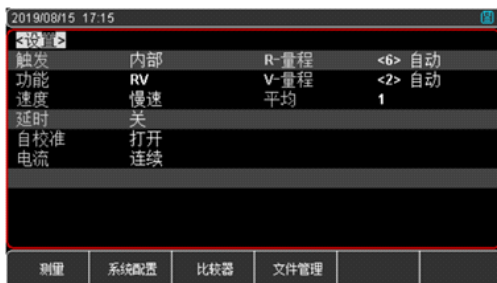 2019/08/15 17:15
<设置>
触发 内部 R-量程 <6> 自动
功能 RV V-量程 <2> 自动
速度 慢速 平均 1
延时 关
自校准 打开
电流 连续
测量 系统配置 比较器 文件管理